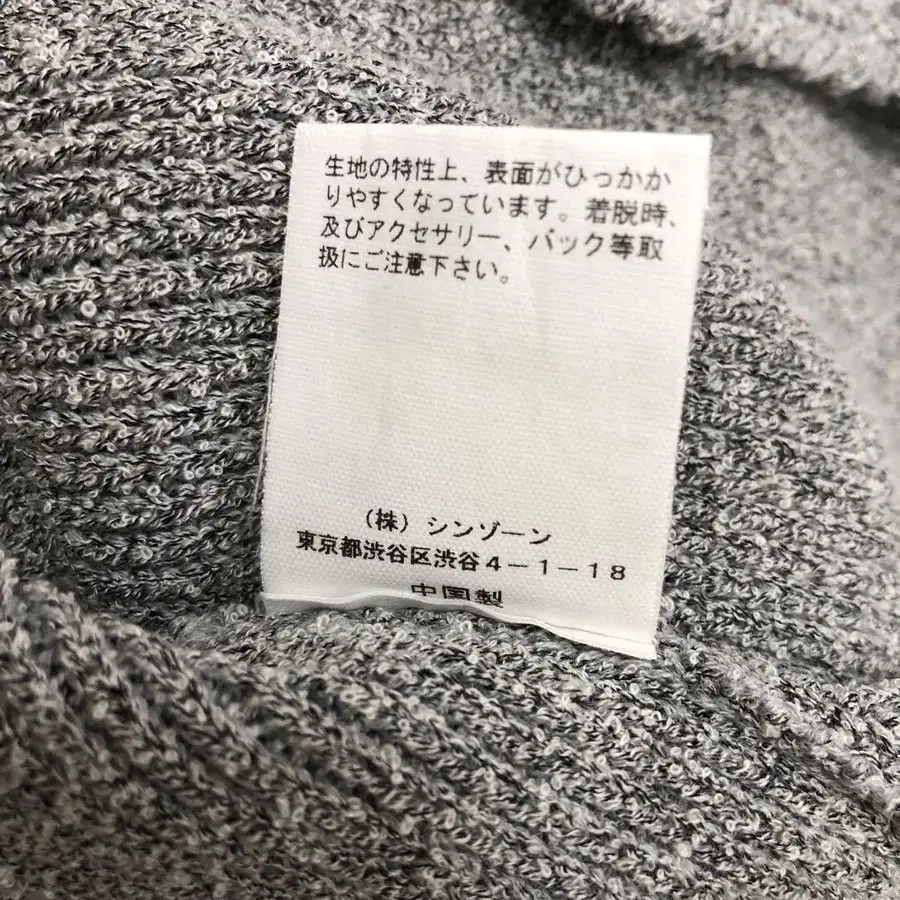 生地の特性上、表面がひっかか
りやすくなっています。着脱時、
及びアクセサリー、バック等取
扱にご注意下さい。
（株）シンゾーン
東京都渋谷区渋谷４－１－１８
中国製